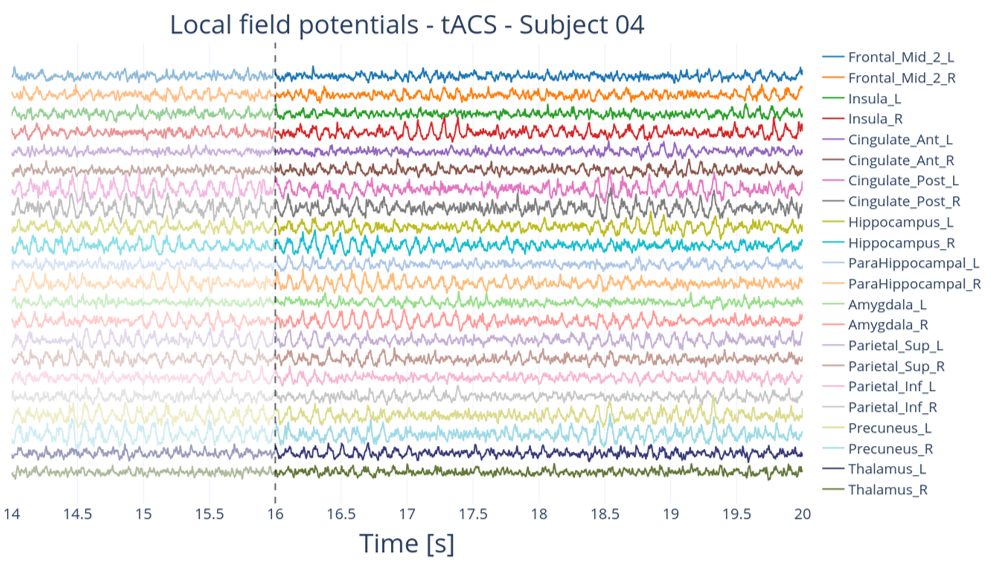 Local field potentials - tACS - Subject 04
Frontal_Mid_2_L
Frontal_Mid_2_R
Insula_L
Insula_R
Cingulate_Ant_L
Cingulate_Ant_R
Cingulate_Post_L
Cingulate_Post_R
Hippocampus_L
Hippocampus_R
ParaHippocampal_L
ParaHippocampal_R
Amygdala_L
Amygdala_R
Parietal_Sup_L
Parietal_Sup_R
Parietal_Inf_L
Parietal_Inf_R
Precuneus_L
Precuneus_R
Thalamus_L
Thalamus_R
14 14.5 15 15.5 16 16.5 17 17.5 18 18.5 19 19.5 20
Time [s]